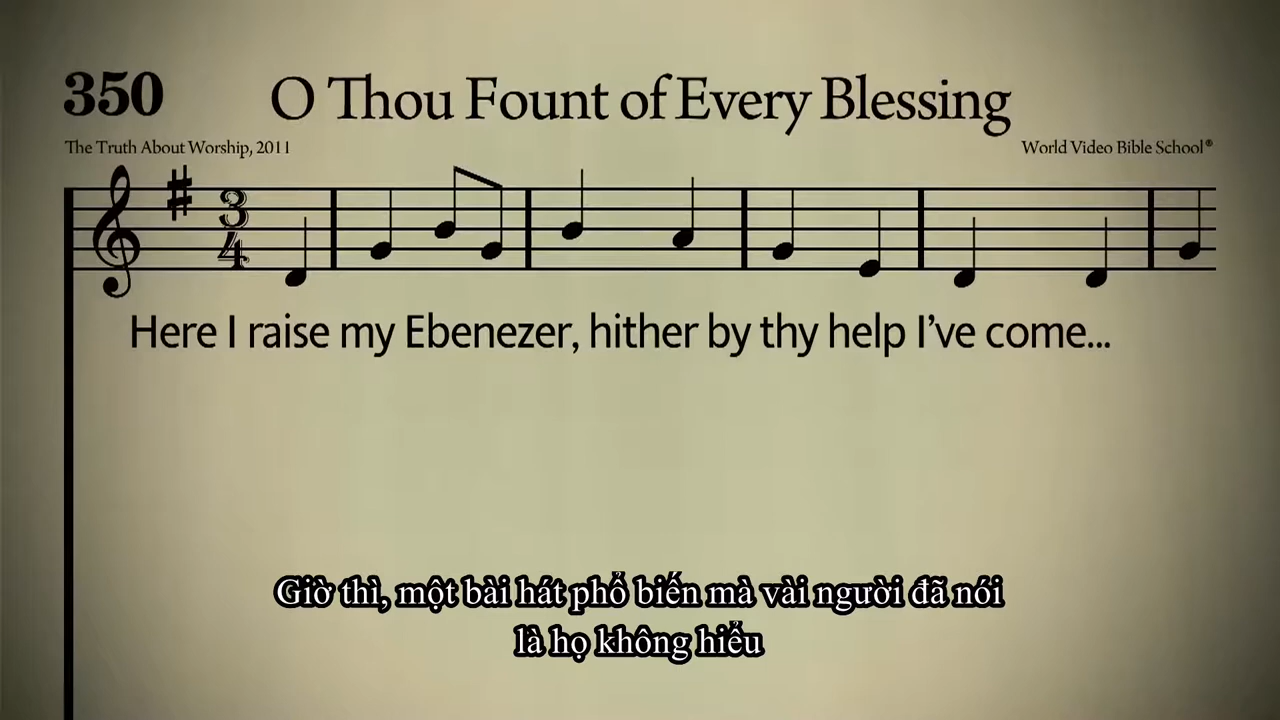 350 O Thou Fount of Every Blessing
The Truth About Worship, 2011 World Video Bible School®
3
4
Here I raise my Ebenezer, hither by thy help I've come...
Giờ thì, một bài hát phổ biến mà vài người đã nói
là họ không hiểu